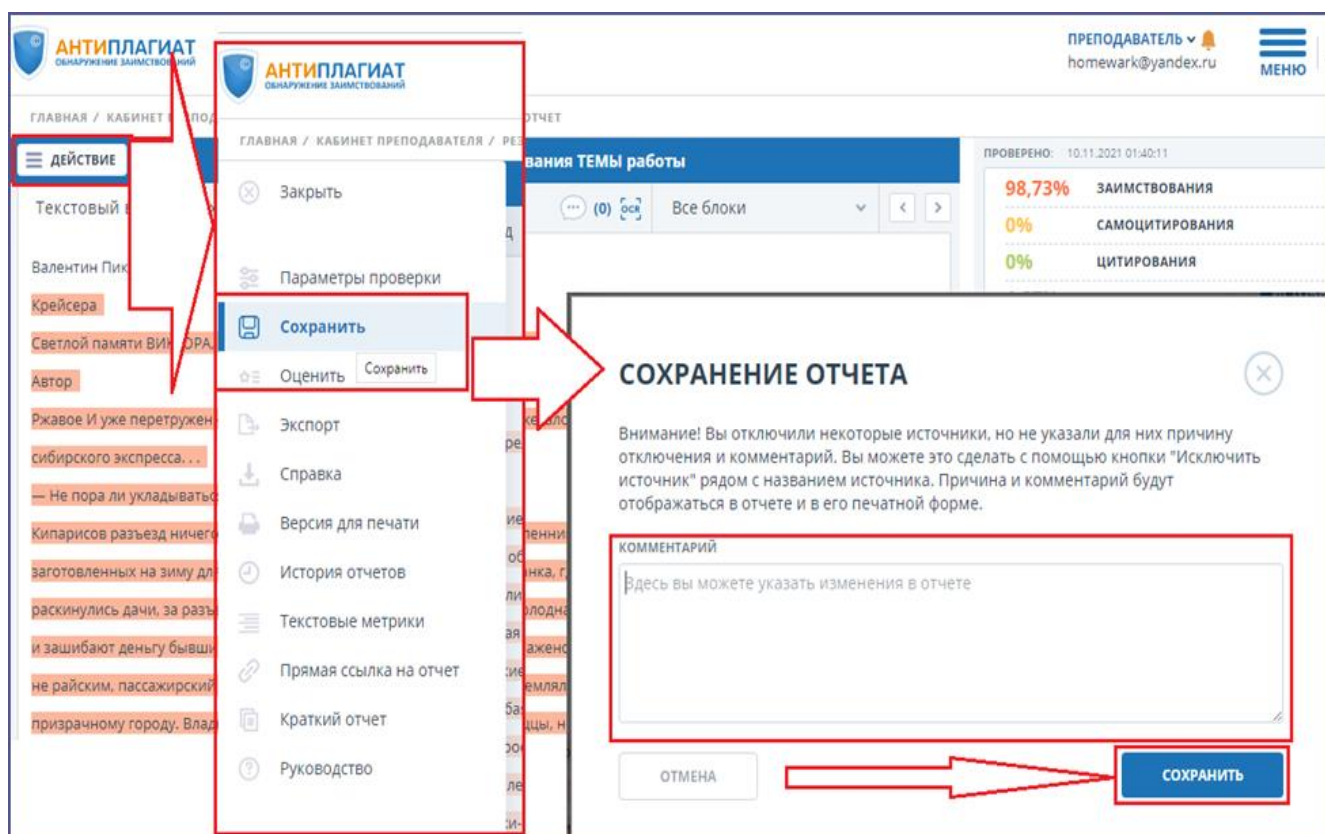 АНТИПЛАГИАТ
ОБНАРУЖЕНИЕ ЗАИМСТВОВАНИЙ
ПРЕПОДАВАТЕЛЬ
homewark@yandex.ru
МЕНЮ
ГЛАВНАЯ / КАБИНЕТ
ОТЧЕТ
ДЕЙСТВИЕ
вания ТЕМЫ работы
Текстовый в
(0) OCR Все блоки
Валентин Пик
Крейсера
Светлой памяти
Автор
Ржавое И уже перетружен
сибирского экспресса. . .
— Не пора ли укладыватьс
Кипарисов разъезд ничег
заготовленных на зиму дл
раскинулись дачи, за разъ
и зашибают деньгу бывши
не райским, пассажирский
призрачному городу. Влад
АНТИПЛАГИАТ
ОБНАРУЖЕНИЕ ЗАИМСТВОВАНИЙ
ГЛАВНАЯ / КАБИНЕТ ПРЕПОДАВАТЕЛЯ / РЕЗ
Закрыть
Параметры проверки
Сохранить
Оценить
Сохранить
Экспорт
Справка
Версия для печати
История отчетов
Текстовые метрики
Прямая ссылка на отчет
Краткий отчет
Руководство
ПРОВЕРЕНО: 10.11.2021 01:40:11
98,73% ЗАИМСТВОВАНИЯ
0% САМОЦИТИРОВАНИЯ
0% ЦИТИРОВАНИЯ
СОХРАНЕНИЕ ОТЧЕТА
Внимание! Вы отключили некоторые источники, но не указали для них причину
отключения и комментарий. Вы можете это сделать с помощью кнопки "Исключить
источник" рядом с названием источника. Причина и комментарий будут
отображаться в отчете и в его печатной форме.
КОММЕНТАРИЙ
Здесь вы можете указать изменения в отчете
ОТМЕНА
СОХРАНИТЬ